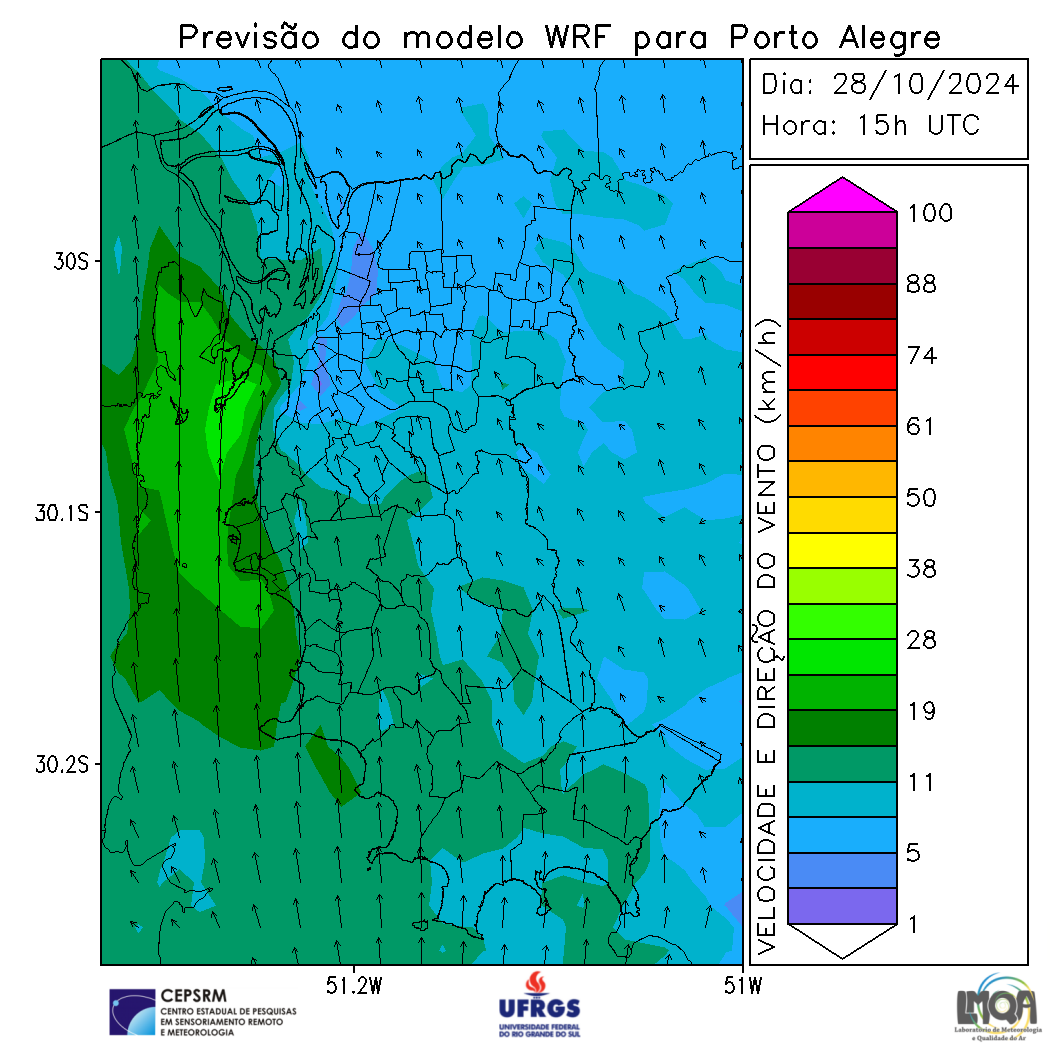 Previsão do modelo WRF para Porto Alegre
Dia: 28/10/2024
Hora: 15h UTC
30S
30.1S
30.2S
51.2W
51W
VELOCIDADE E DIREÇÃO DO VENTO (km/h)
100
88
74
61
50
38
28
19
11
5
1
CEPSRM
CENTRO ESTADUAL DE PESQUISAS
EM SENSORIAMENTO REMOTO
E METEOROLOGIA
UFRGS
UNIVERSIDADE FEDERAL
DO RIO GRANDE DO SUL
LMQA
Laboratório de Meteorologia
e Qualidade do Ar